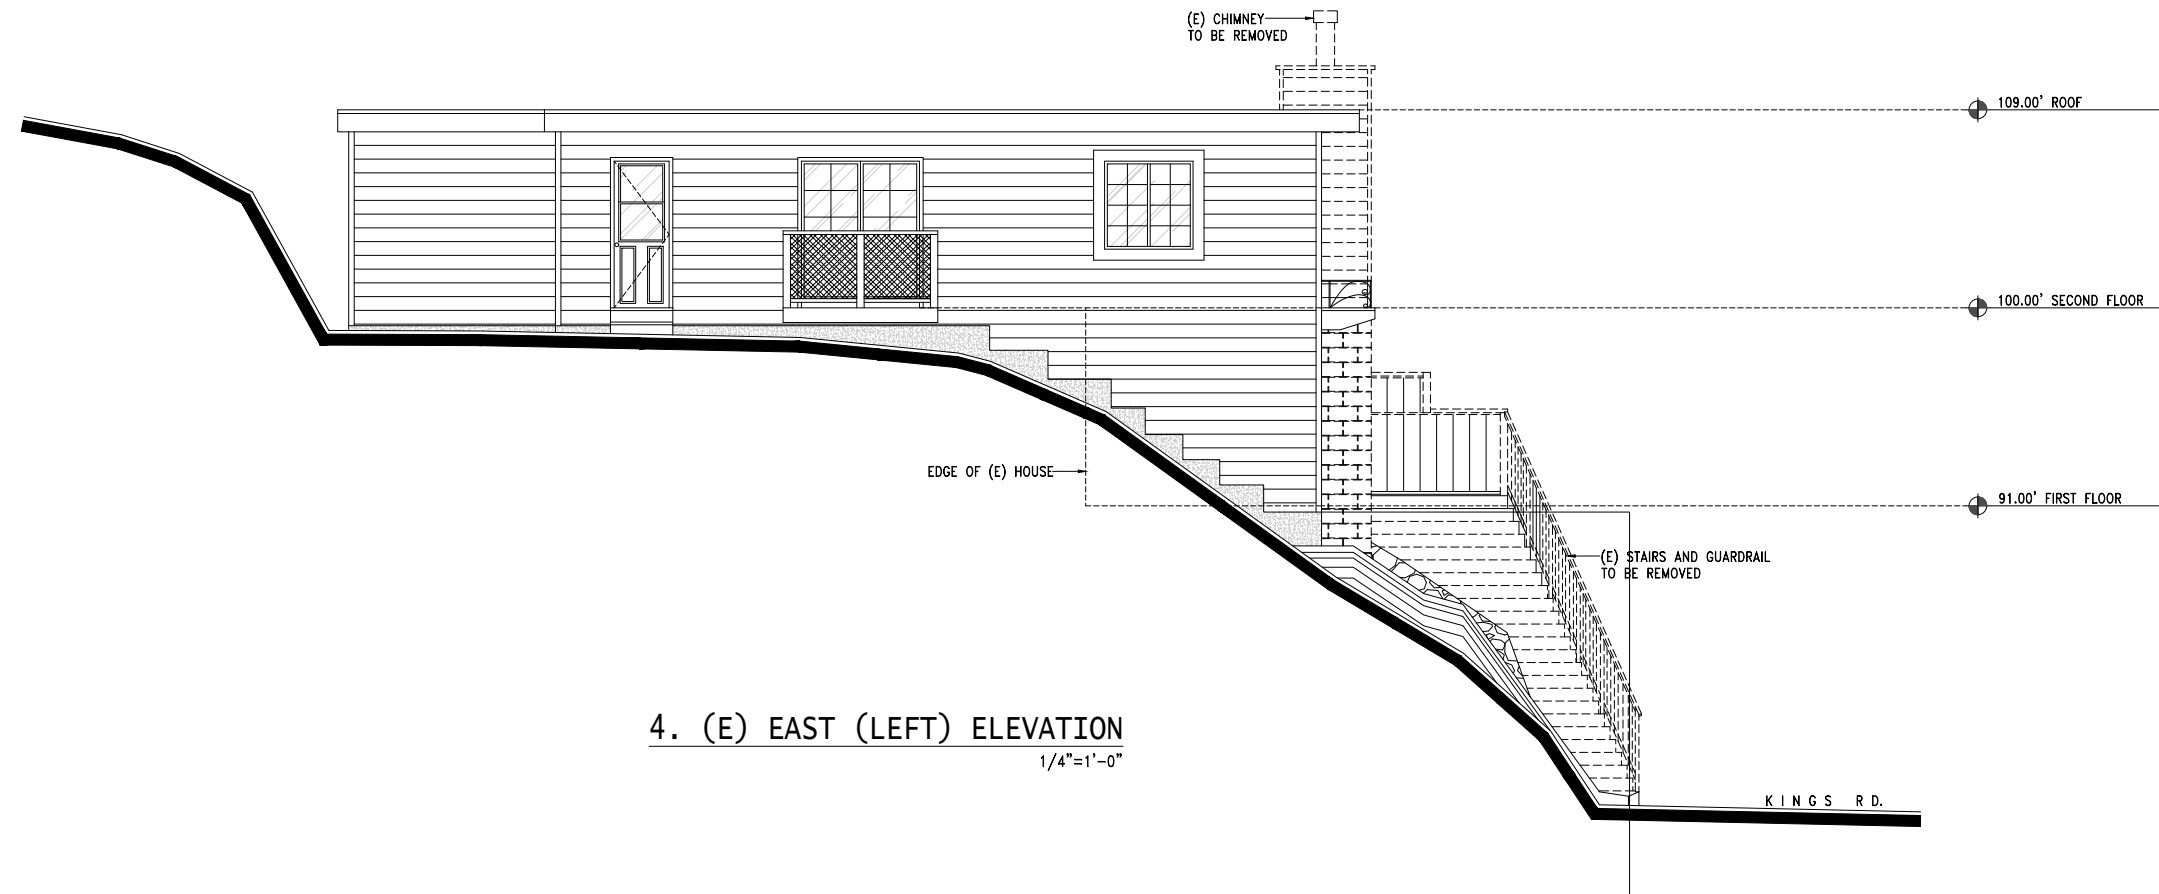 (E) CHIMNEY
TO BE REMOVED
109.00' ROOF
100.00' SECOND FLOOR
EDGE OF (E) HOUSE
91.00' FIRST FLOOR
(E) STAIRS AND GUARDRAIL
TO BE REMOVED
4. (E) EAST (LEFT) ELEVATION
1/4"=1'-0"
KINGS RD.